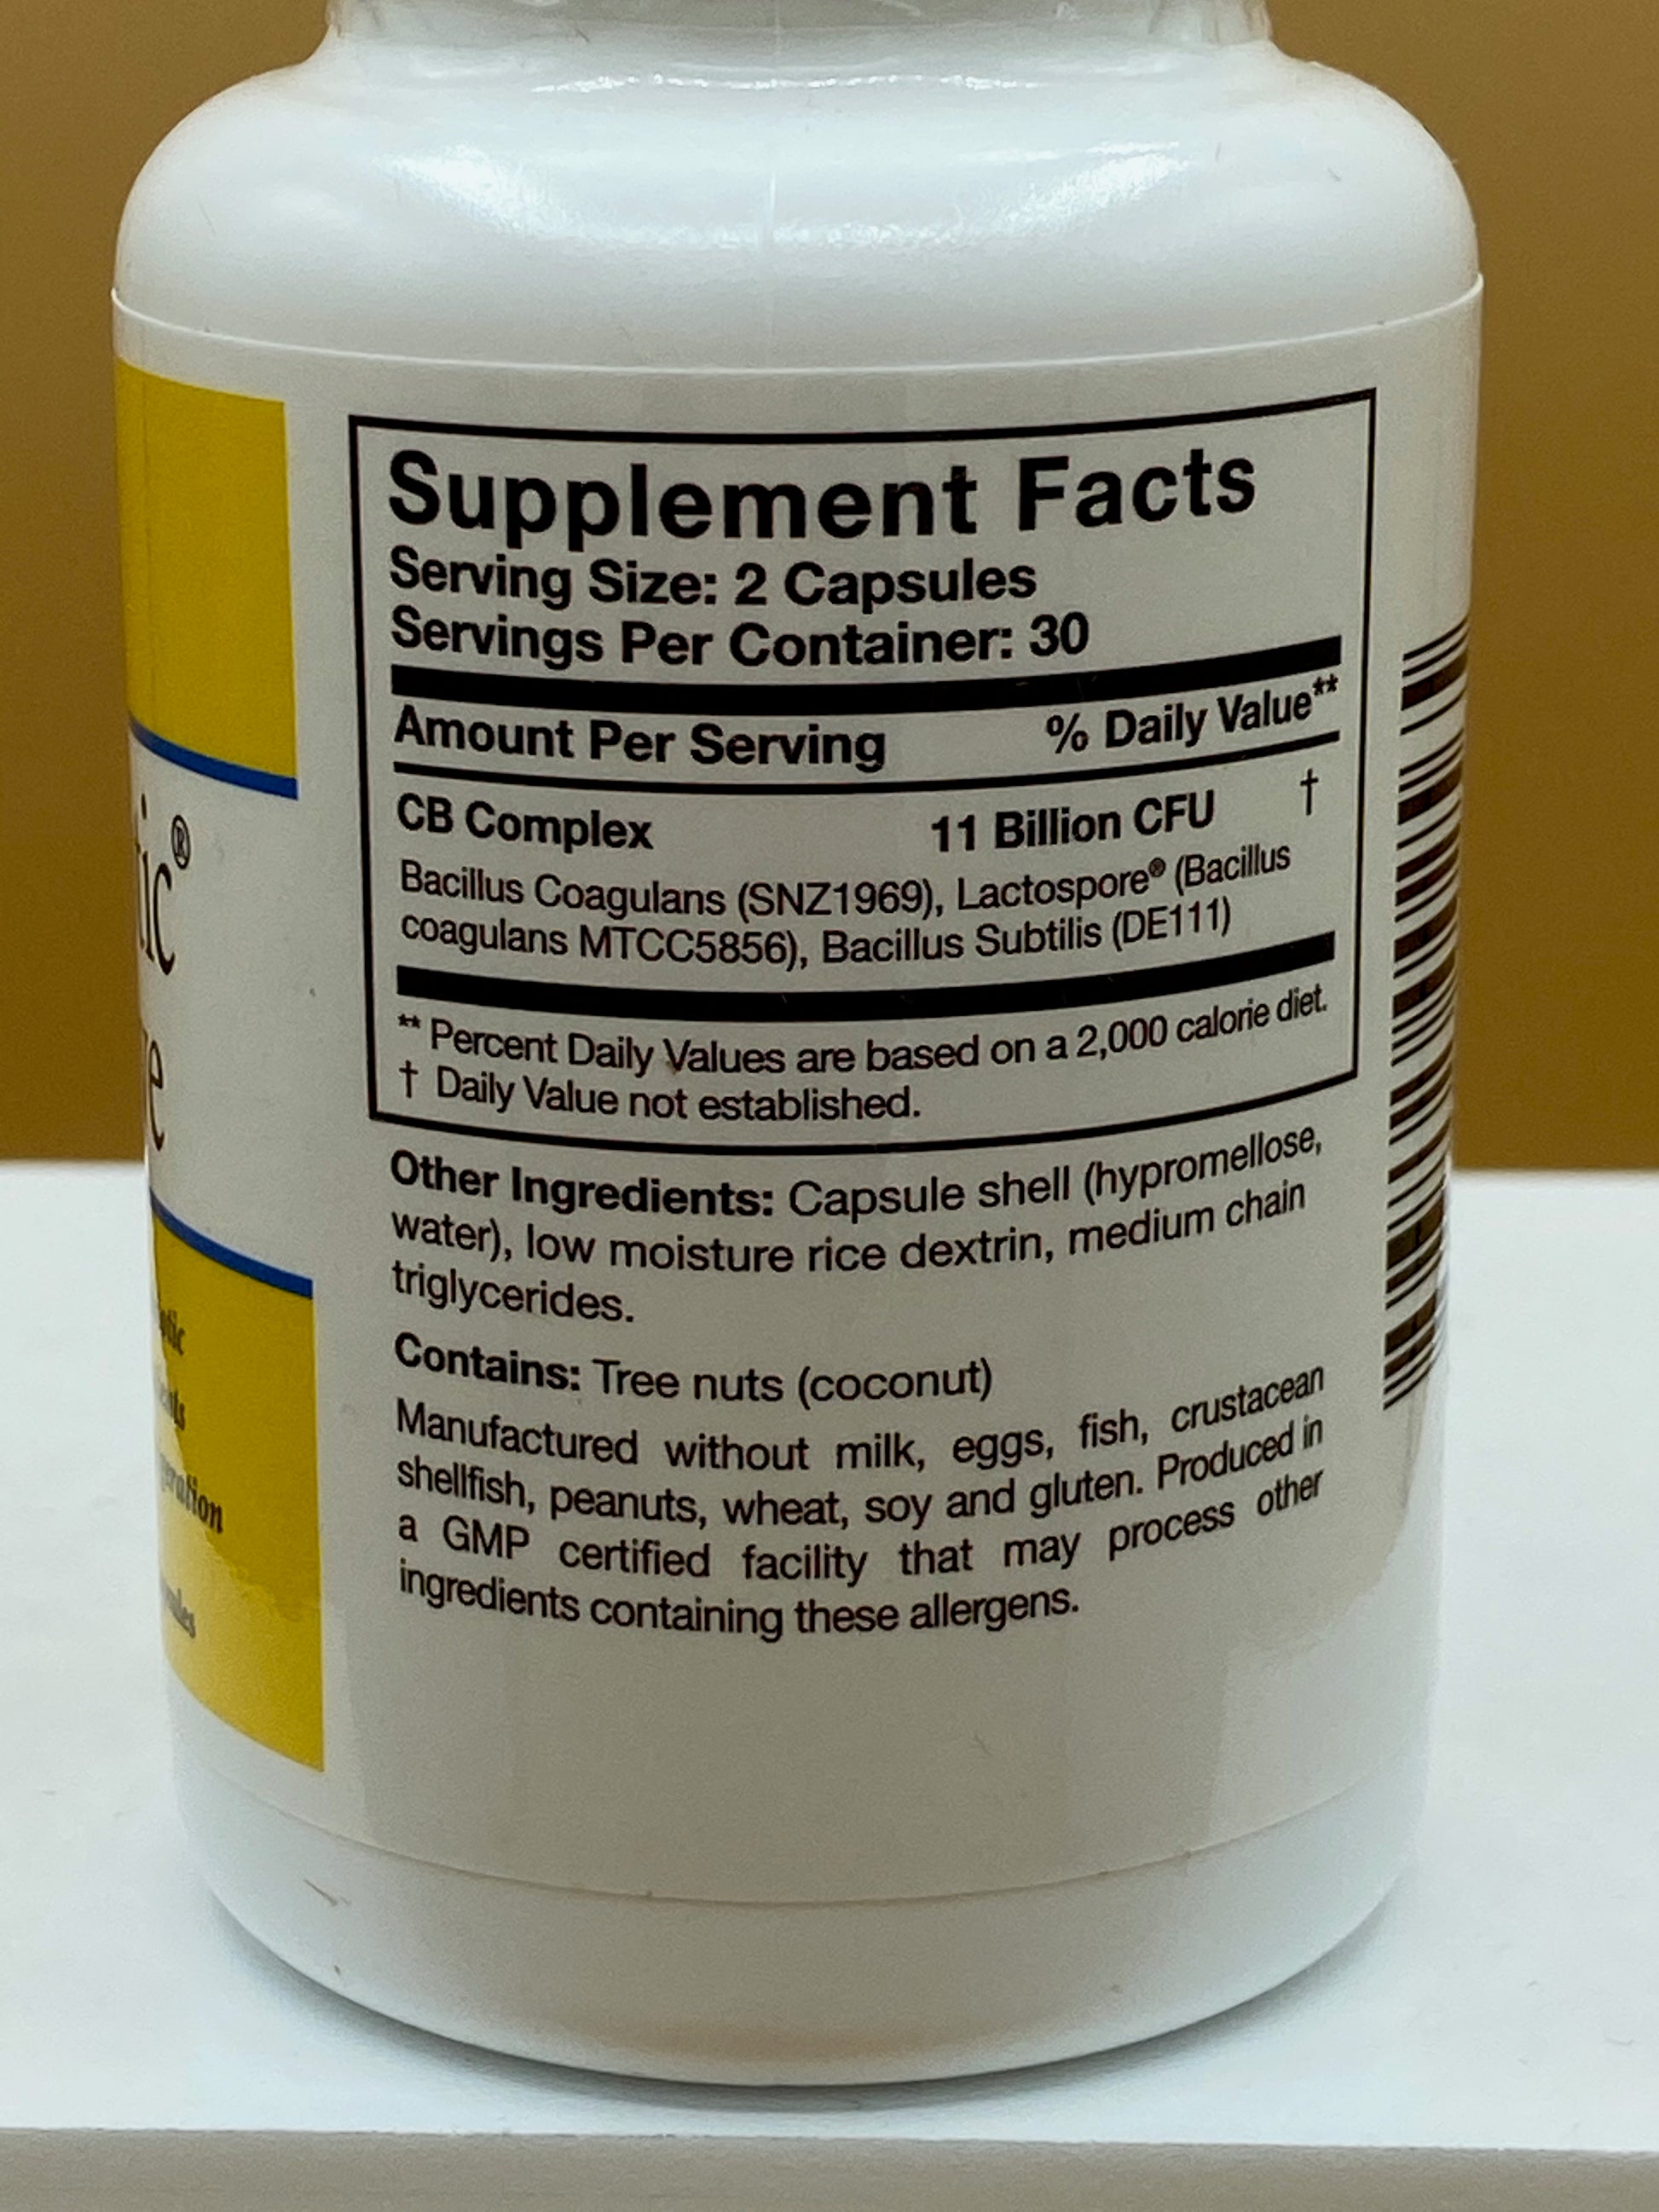 Supplement Facts
Serving Size: 2 Capsules
Servings Per Container: 30
Amount Per Serving % Daily Value**
CB Complex 11 Billion CFU †
Bacillus Coagulans (SNZ1969), Lactospore® (Bacillus
coagulans MTCC5856), Bacillus Subtilis (DE111)
** Percent Daily Values are based on a 2,000 calorie diet.
† Daily Value not established.
Other Ingredients: Capsule shell (hypromellose,
water), low moisture rice dextrin, medium chain
triglycerides.
Contains: Tree nuts (coconut)
Manufactured without milk, eggs, fish, crustacean
shellfish, peanuts, wheat, soy and gluten. Produced in
a GMP certified facility that may process other
ingredients containing these allergens.